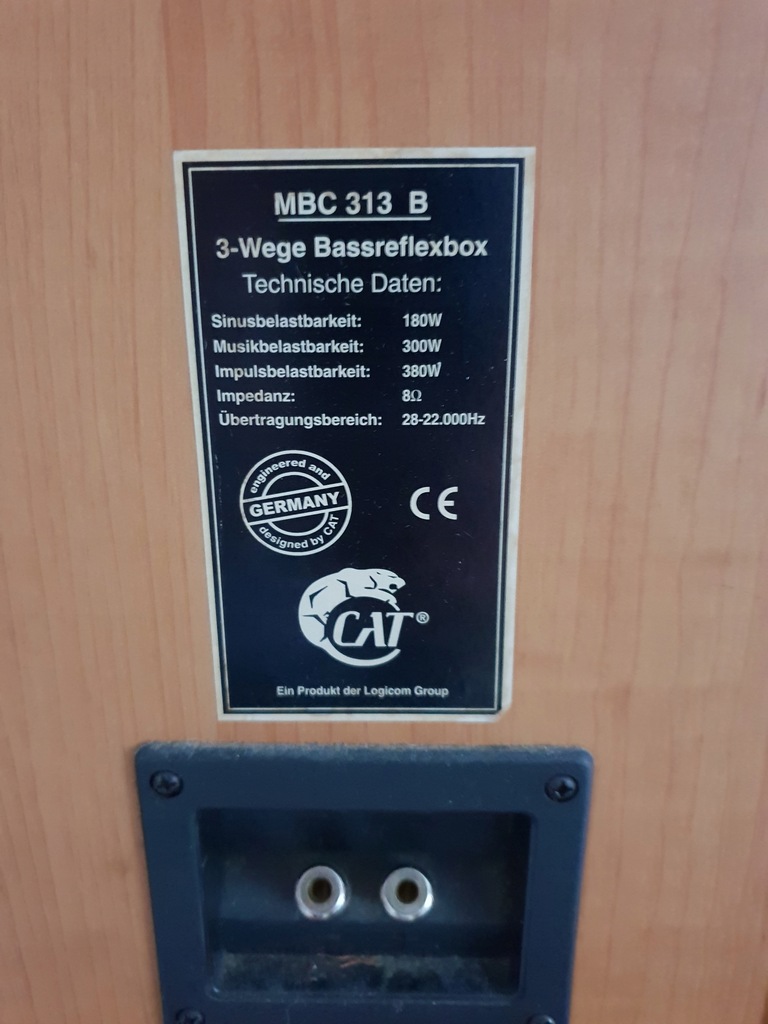 MBC 313 B
3-Wege Bassreflexbox
Technische Daten:
Sinusbelastbarkeit: 180W
Musikbelastbarkeit: 300W
Impulsbelastbarkeit: 380W
Impedanz: 8Ω
Übertragungsbereich: 28-22.000Hz
engineered and
GERMANY
designed by CAT
CE
CAT®
Ein Produkt der Logicom Group